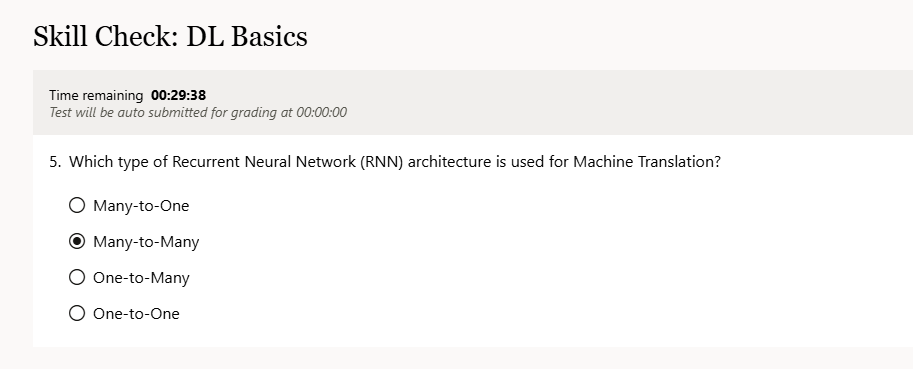 Skill Check: DL Basics
Time remaining 00:29:38
Test will be auto submitted for grading at 00:00:00
5. Which type of Recurrent Neural Network (RNN) architecture is used for Machine Translation?
Many-to-One
Many-to-Many
One-to-Many
One-to-One